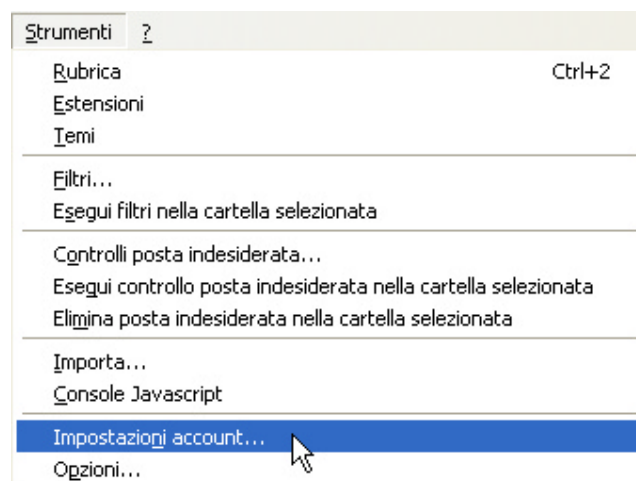 Strumenti ?
Rubrica Ctrl+2
Estensioni
Temi
Filtri...
Esegui filtri nella cartella selezionata
Controlli posta indesiderata...
Esegui controllo posta indesiderata nella cartella selezionata
Elimina posta indesiderata nella cartella selezionata
Importa...
Console Javascript
Impostazioni account...
Opzioni...